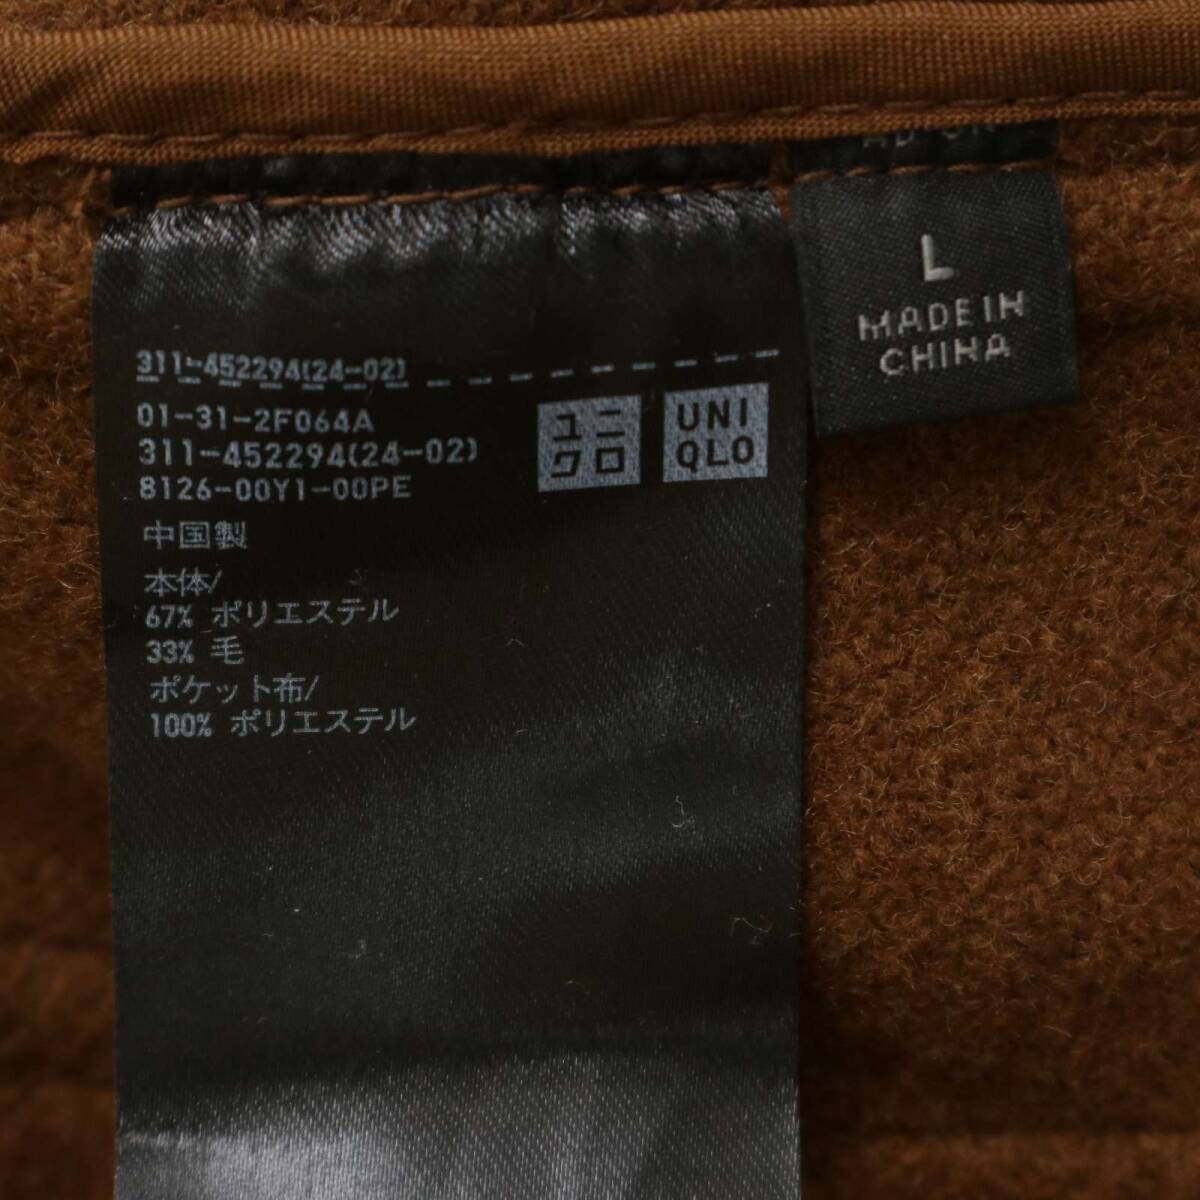 311-452294(24-02)
01-31-2F064A
311-452294(24-02)
8126-00Y1-00PE
ユニ
クロ
UNI
QLO
中国製
本体/
67% ポリエステル
33% 毛
ポケット布/
100% ポリエステル
L
MADE IN
CHINA